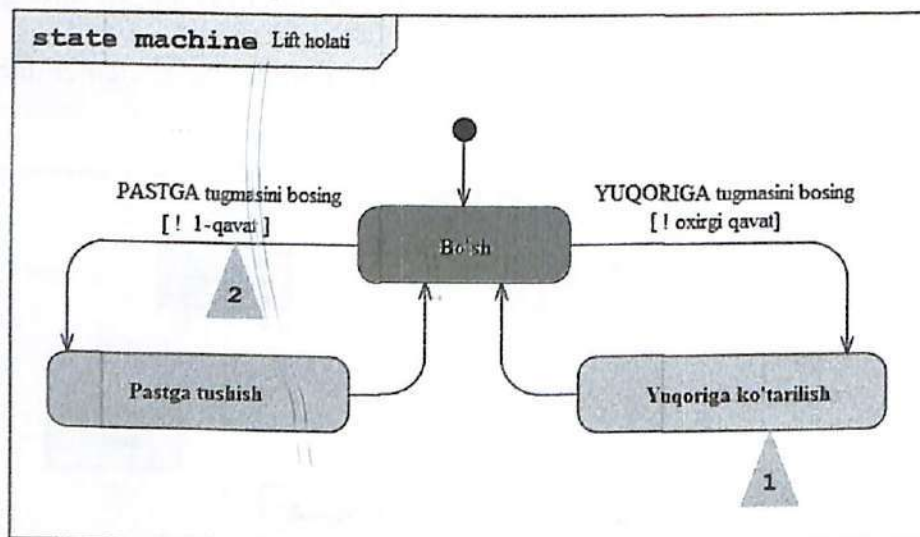 state machine Lift holati
PASTGA tugmasini bosing
[ ! 1-qavat ]
YUQORIGA tugmasini bosing
[ ! oxirgi qavat]
Bo'sh
2
Pastga tushish
Yuqoriga ko'tarilish
1